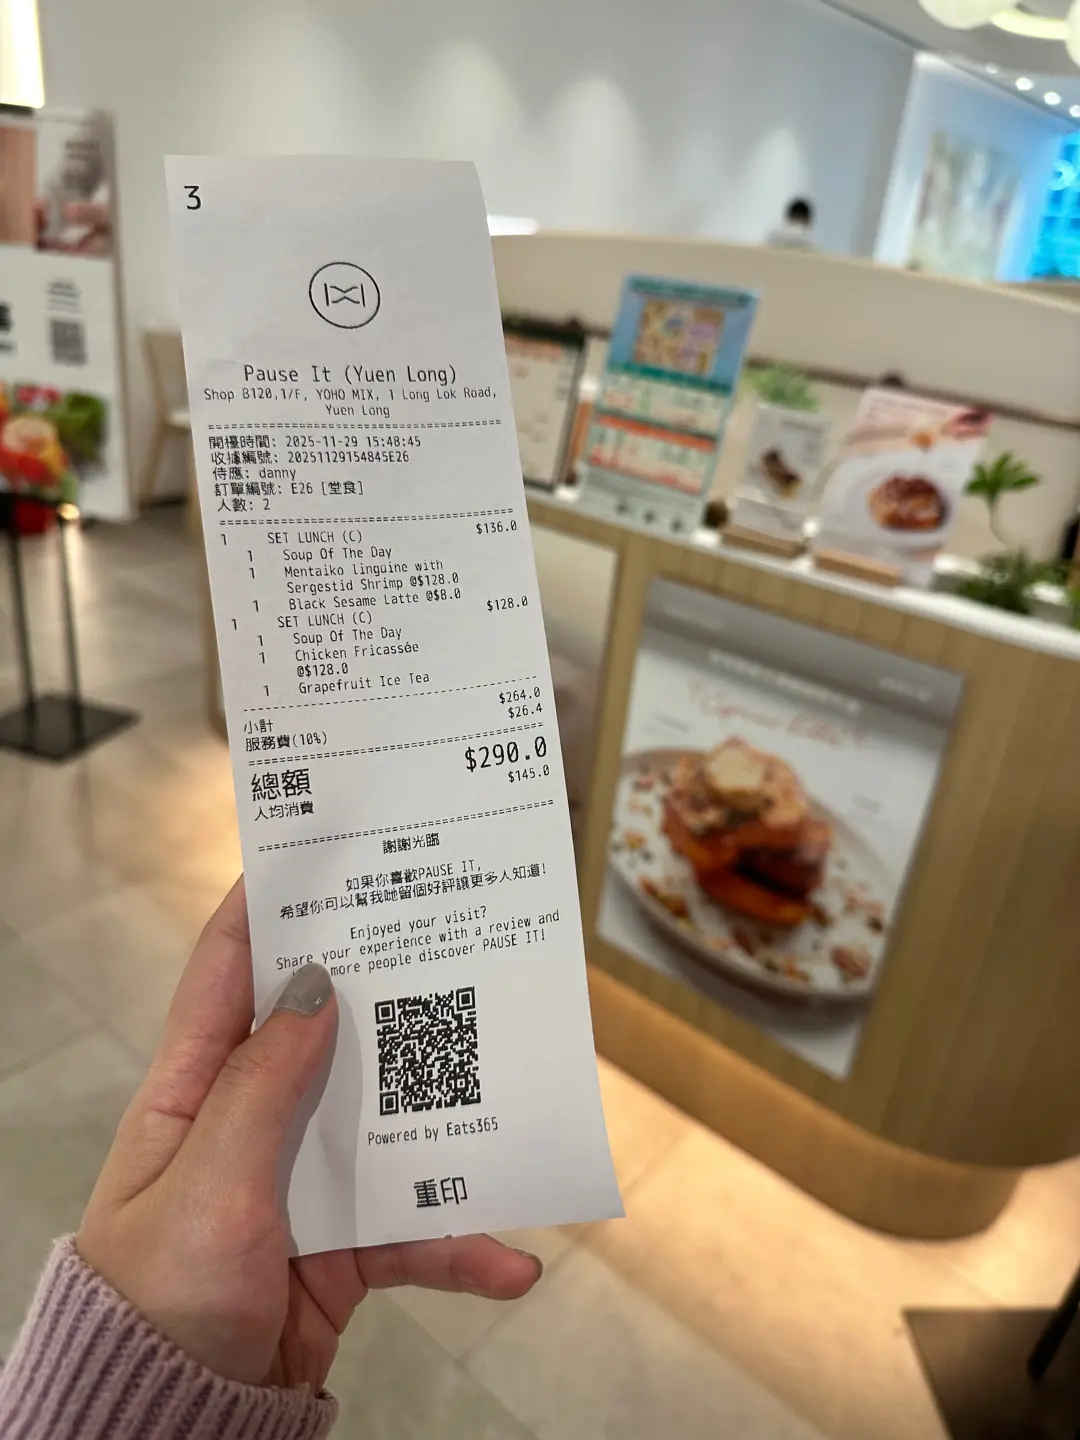 3
Pause It (Yuen Long)
Shop B120,1/F, YOHO MIX, 1 Long Lok Road,
Yuen Long
開檯時間: 2025-11-29 15:48:45
收據編號: 20251129154845E26
侍應: danny
訂單編號: E26 [堂食]
人數: 2
1 SET LUNCH (C) $136.0
1 Soup Of The Day
1 Mentaiko linguine with
Sergestid Shrimp @$128.0
1 Black Sesame Latte @$8.0
1 SET LUNCH (C) $128.0
1 Soup Of The Day
1 Chicken Fricassée
@$128.0
1 Grapefruit Ice Tea
小計 $264.0
服務費(10%) $26.4
總額 $290.0
人均消費 $145.0
謝謝光臨
如果你喜歡PAUSE IT,
希望你可以幫我哋留個好評讓更多人知道!
Enjoyed your visit?
Share your experience with a review and
more people discover PAUSE IT!
Powered by Eats365
重印